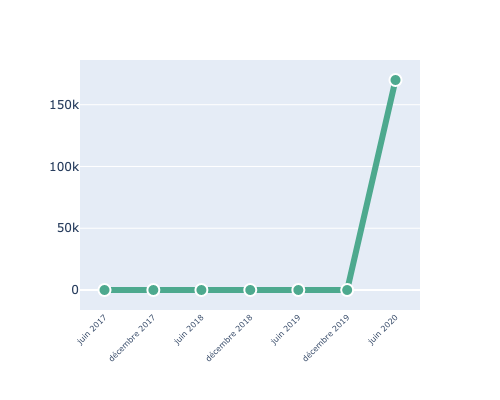 150k
100k
50k
0
juin 2017
décembre 2017
juin 2018
décembre 2018
juin 2019
décembre 2019
juin 2020